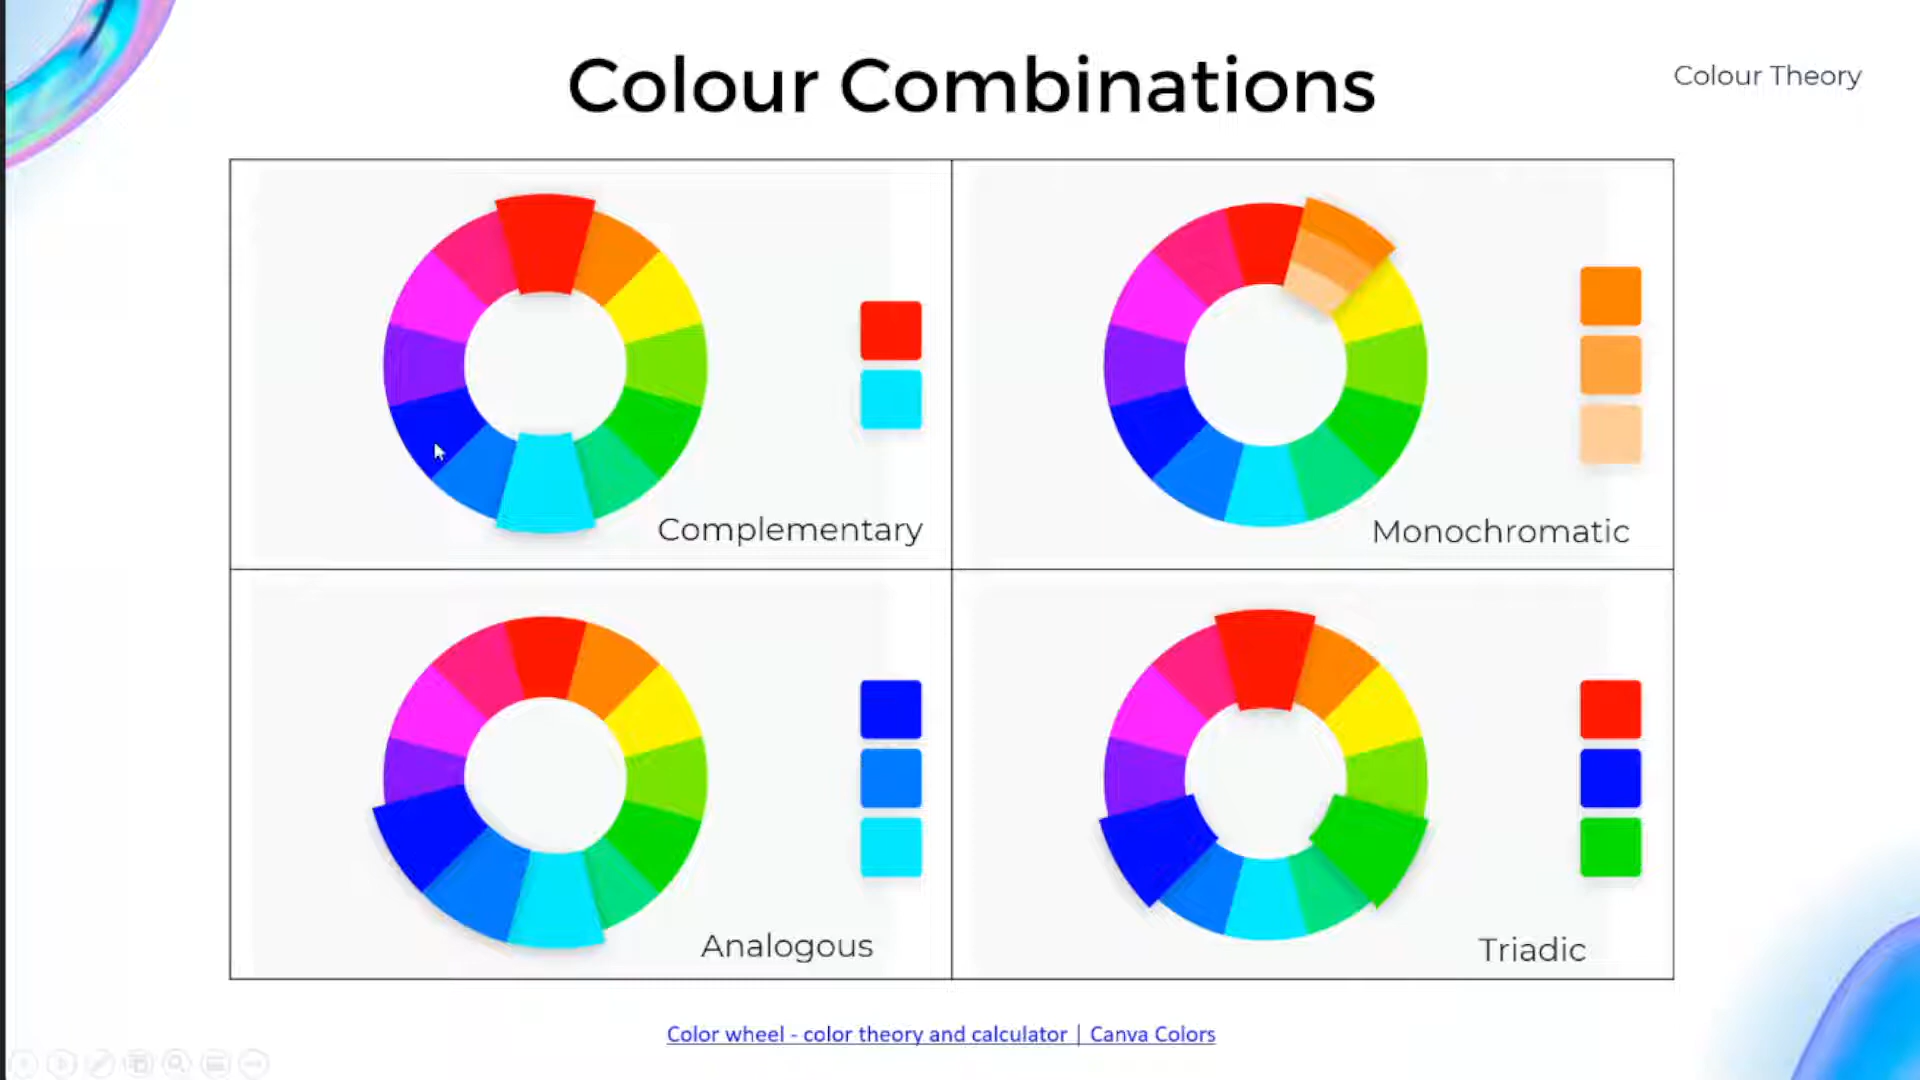 Colour Combinations
Colour Theory
Complementary
Monochromatic
Analogous
Triadic
Color wheel - color theory and calculator | Canva Colors